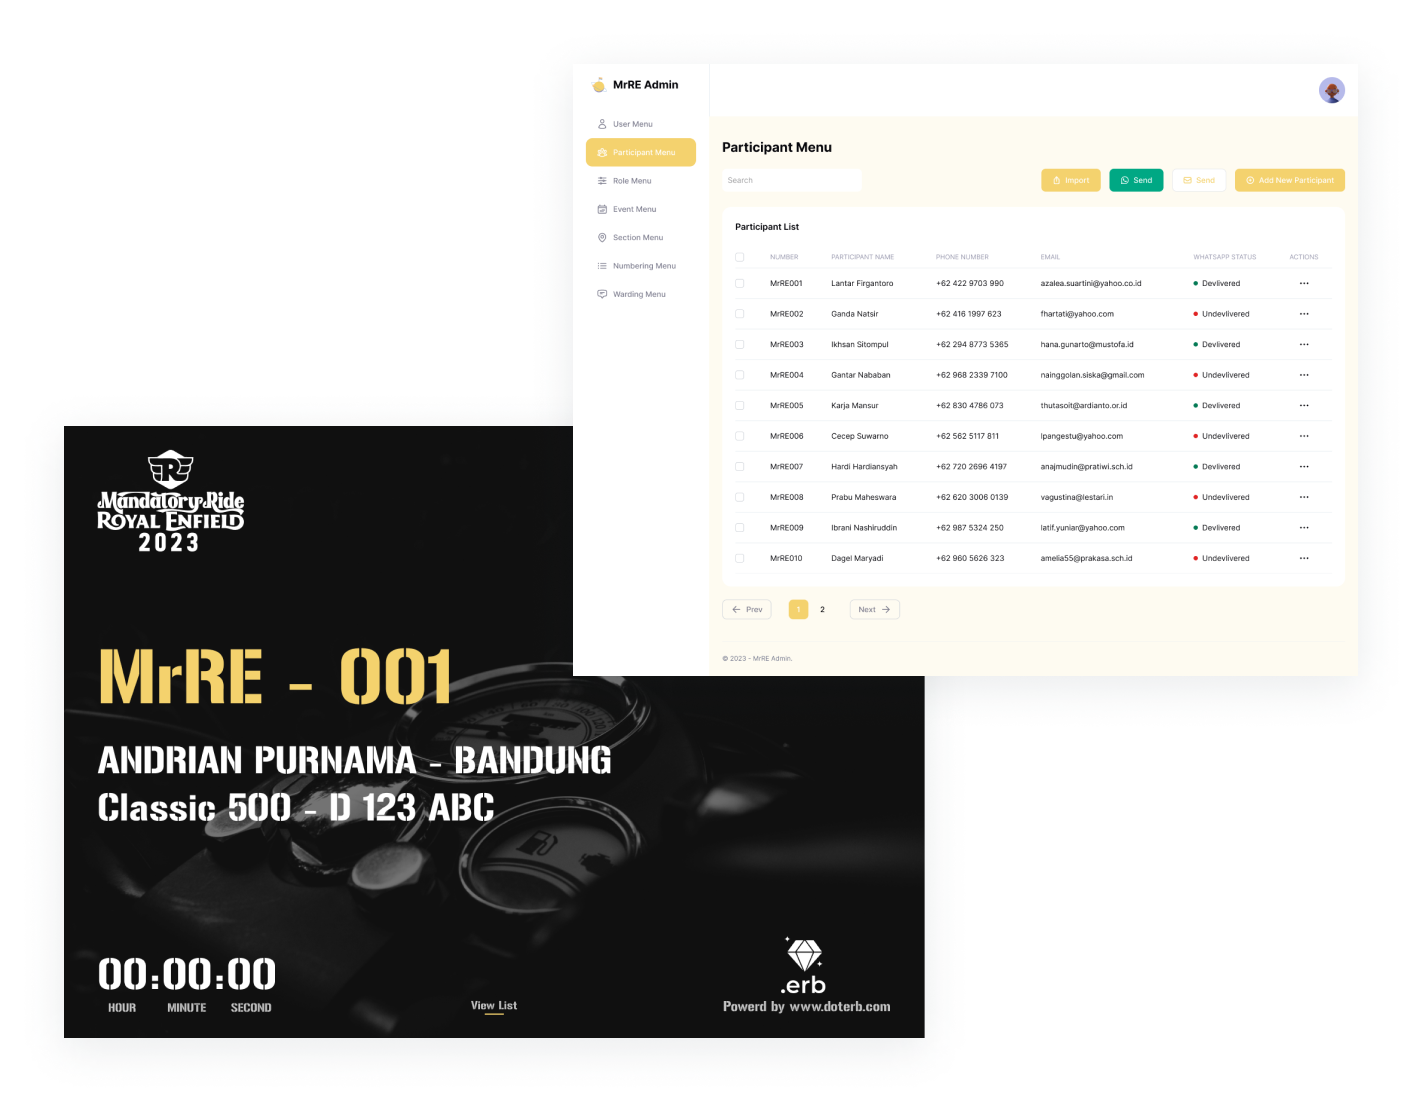 MrRE Admin
User Menu
Participant Menu
Role Menu
Event Menu
Section Menu
Numbering Menu
Warding Menu
Participant Menu
Search
Import
Send
Send
Add New Participant
Participant List
NUMBER PARTICIPANT NAME PHONE NUMBER EMAIL WHATSAPP STATUS ACTIONS
MrRE001 Lantar Firgantoro +62 422 9703 990 azalea.suartini@yahoo.co.id Devlivered
MrRE002 Ganda Natsir +62 416 1997 623 fhartati@yahoo.com Undevlivered
MrRE003 Ikhsan Sitompul +62 294 8773 5365 hana.gunarto@mustofa.id Devlivered
MrRE004 Gantar Nababan +62 968 2339 7100 nainggolan.siska@gmail.com Undevlivered
MrRE005 Karja Mansur +62 830 4786 073 thutasoit@ardianto.or.id Devlivered
MrRE006 Cecep Suwarno +62 562 5117 811 lpangestu@yahoo.com Undevlivered
MrRE007 Hardi Hardiansyah +62 720 2696 4197 anajmudin@pratiwi.sch.id Devlivered
MrRE008 Prabu Maheswara +62 620 3006 0139 vagustina@lestari.in Undevlivered
MrRE009 Ibrani Nashiruddin +62 987 5324 250 latif.yuniar@yahoo.com Devlivered
MrRE010 Dagel Maryadi +62 960 5626 323 amelia55@prakasa.sch.id Undevlivered
Prev 1 2 Next
© 2023 - MrRE Admin.
R
Mandatory Ride
ROYAL ENFIELD
2023
MrRE - 001
ANDRIAN PURNAMA - BANDUNG
Classic 500 - D 123 ABC
00:00:00
HOUR MINUTE SECOND
View List
.erb
Powerd by www.doterb.com